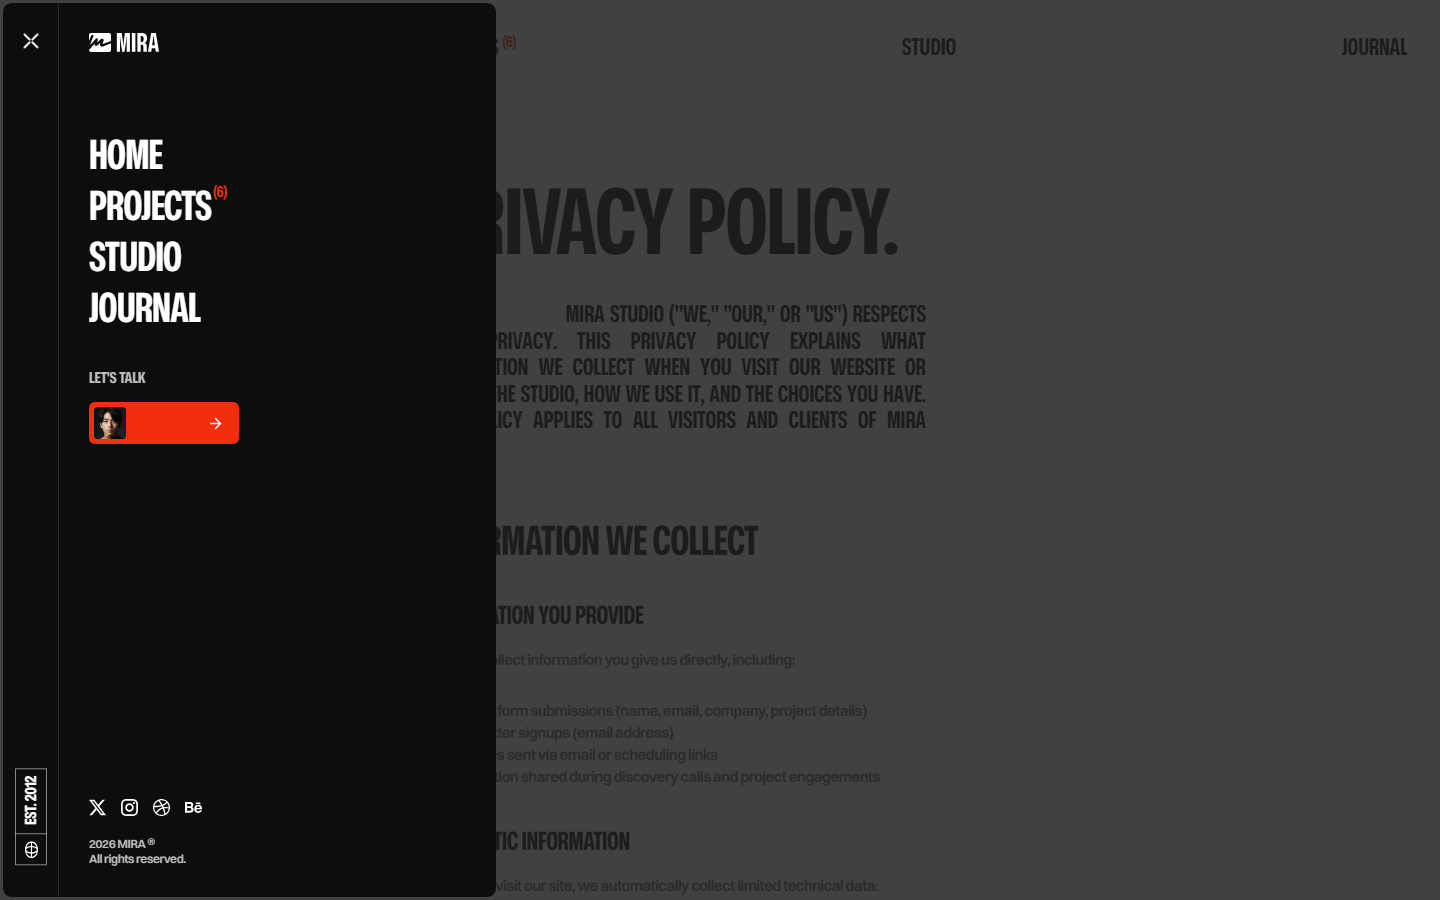 MIRA
HOME
PROJECTS (6)
STUDIO
JOURNAL
LET'S TALK
EST. 2012
Bē
2026 MIRA ®
All rights reserved.
(6)
STUDIO
JOURNAL
RIVACY POLICY.
MIRA STUDIO ("WE," "OUR," OR "US") RESPECTS
PRIVACY. THIS PRIVACY POLICY EXPLAINS WHAT
TION WE COLLECT WHEN YOU VISIT OUR WEBSITE OR
THE STUDIO, HOW WE USE IT, AND THE CHOICES YOU HAVE.
ICY APPLIES TO ALL VISITORS AND CLIENTS OF MIRA
RMATION WE COLLECT
ATION YOU PROVIDE
llect information you give us directly, including:
form submissions (name, email, company, project details)
ter signups (email address)
s sent via email or scheduling links
tion shared during discovery calls and project engagements
TIC INFORMATION
visit our site, we automatically collect limited technical data: